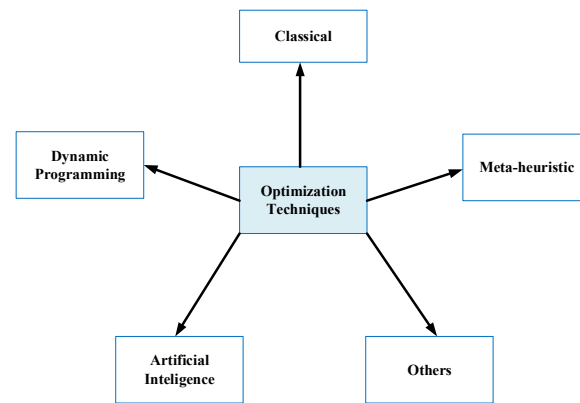 Classical
Dynamic
Programming
Optimization
Techniques
Meta-heuristic
Artificial
Inteligence
Others